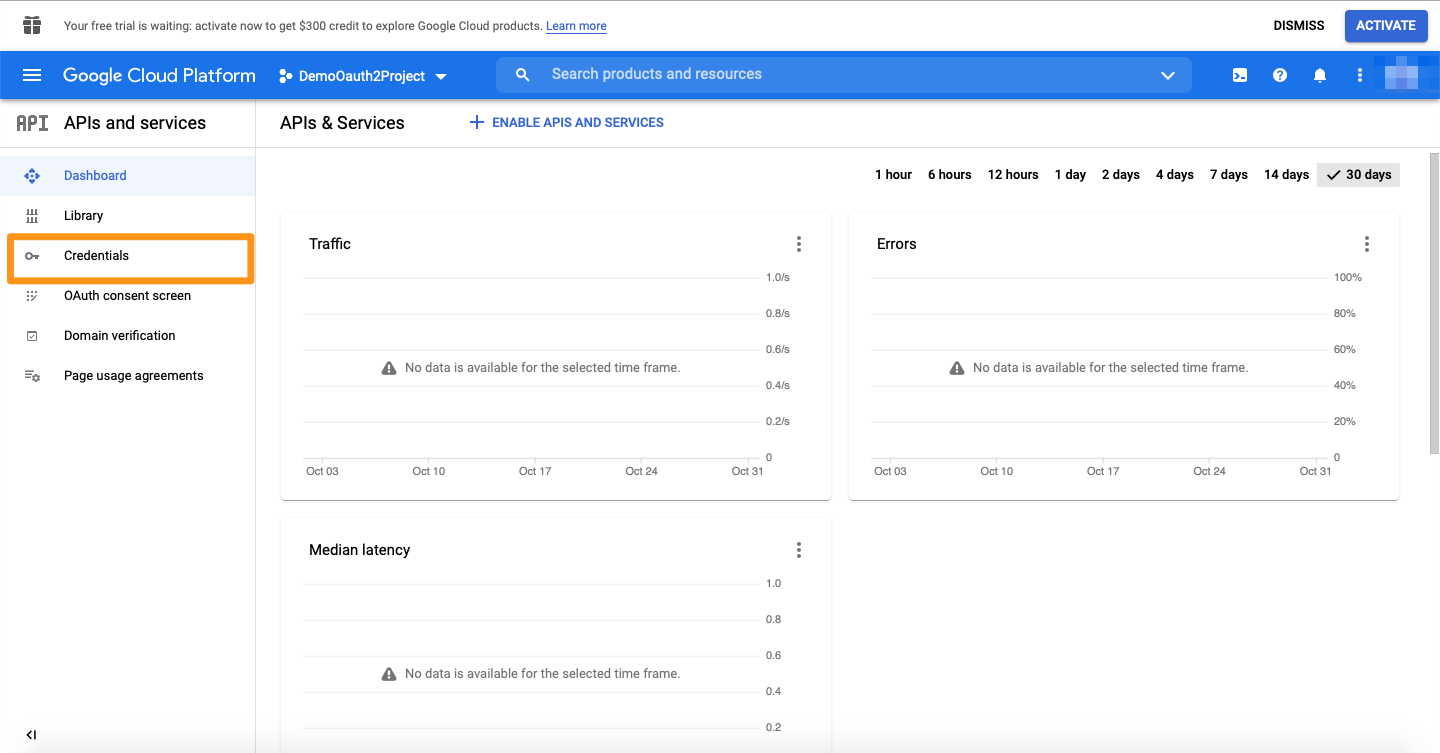 Your free trial is waiting: activate now to get $300 credit to explore Google Cloud products. Learn more
DISMISS
ACTIVATE
Google Cloud Platform
DemoOauth2Project
Search products and resources
API APIs and services
APIs & Services
ENABLE APIS AND SERVICES
Dashboard
Library
Credentials
OAuth consent screen
Domain verification
Page usage agreements
1 hour 6 hours 12 hours 1 day 2 days 4 days 7 days 14 days 30 days
Traffic
1.0/s
0.8/s
0.6/s
No data is available for the selected time frame.
0.4/s
0.2/s
0
Oct 03 Oct 10 Oct 17 Oct 24 Oct 31
Errors
100%
80%
60%
No data is available for the selected time frame.
40%
20%
0
Oct 03 Oct 10 Oct 17 Oct 24 Oct 31
Median latency
1.0
0.8
0.6
No data is available for the selected time frame.
0.4
0.2